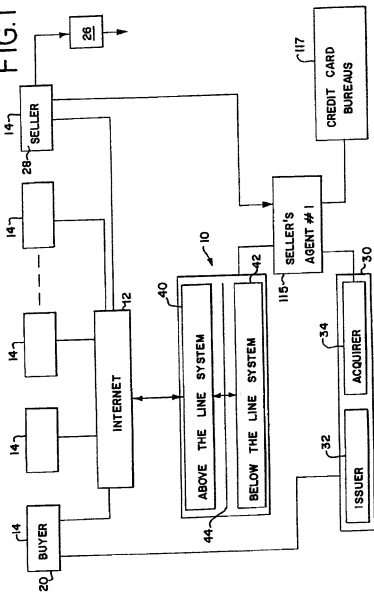 FIG. 1
26
14
SELLER
28
14
14
14
14
BUYER
20
12
INTERNET
10
40
ABOVE THE LINE SYSTEM
42
BELOW THE LINE SYSTEM
44
SELLER'S
AGENT #1
115
117
CREDIT CARD
BUREAUS
30
34
ACQUIRER
32
ISSUER